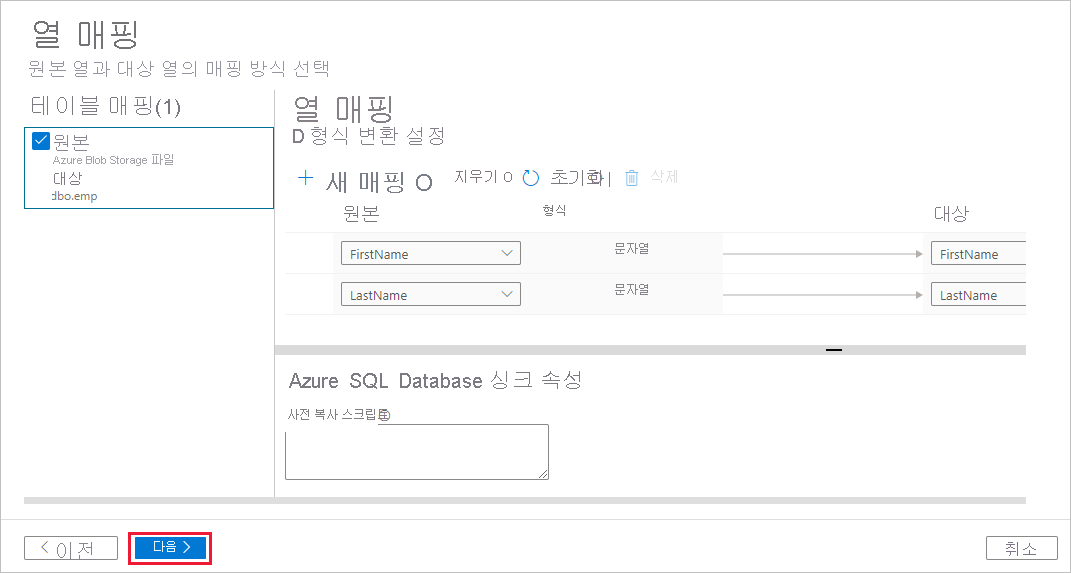 열 매핑
원본 열과 대상 열의 매핑 방식 선택
테이블 매핑(1)
원본
Azure Blob Storage 파일
대상
dbo.emp
열 매핑
D 형식 변환 설정
+ 새 매핑 O 지우기 O 초기화 | 삭제
원본 형식 대상
FirstName 문자열 FirstName
LastName 문자열 LastName
Azure SQL Database 싱크 속성
사전 복사 스크립트
이전 다음 취소